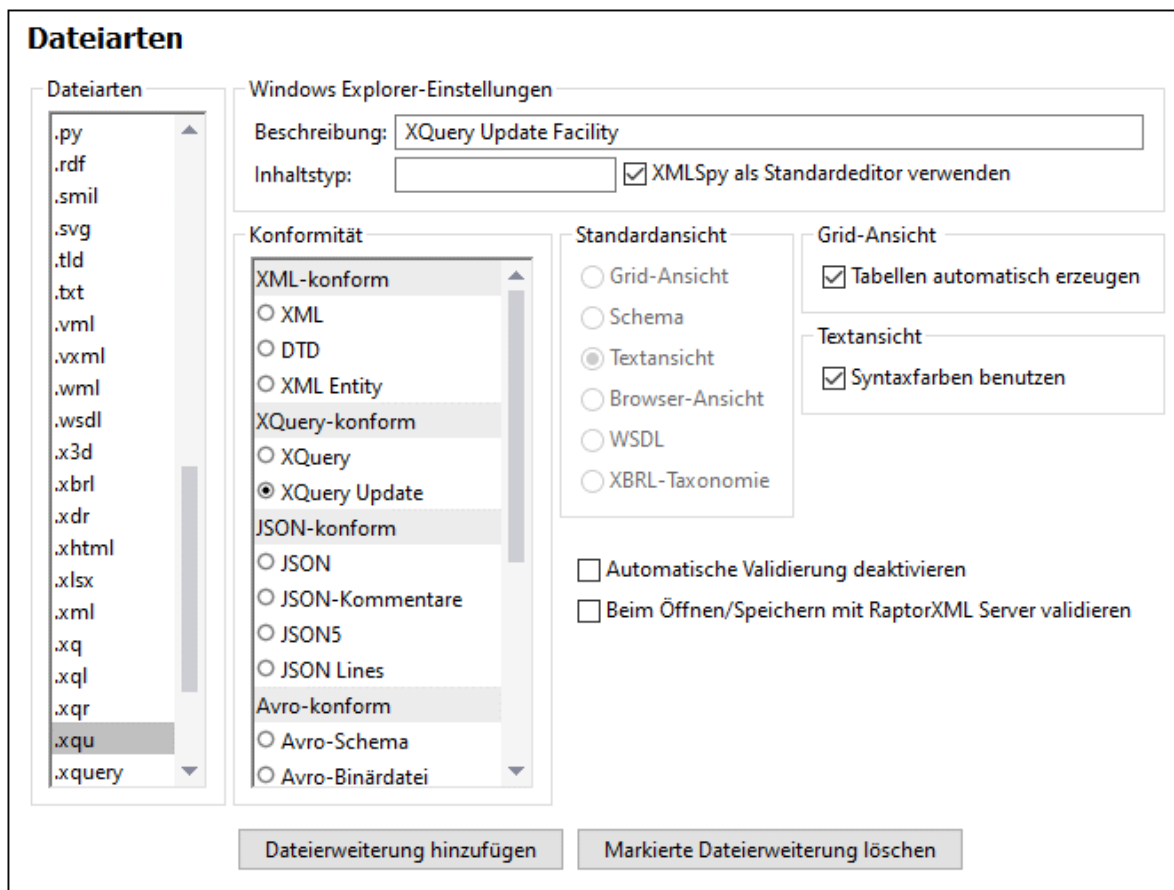 Dateiarten
Dateiarten
.py
.rdf
.smil
.svg
.tld
.txt
.vml
.vxml
.wml
.wsdl
.x3d
.xbrl
.xdr
.xhtml
.xlsx
.xml
.xq
.xql
.xqr
.xqu
.xquery
Windows Explorer-Einstellungen
Beschreibung: XQuery Update Facility
Inhaltstyp: XMLSpy als Standardeditor verwenden
Konformität
XML-konform
XML
DTD
XML Entity
XQuery-konform
XQuery
XQuery Update
JSON-konform
JSON
JSON-Kommentare
JSON5
JSON Lines
Avro-konform
Avro-Schema
Avro-Binärdatei
Standardansicht
Grid-Ansicht
Schema
Textansicht
Browser-Ansicht
WSDL
XBRL-Taxonomie
Grid-Ansicht
Tabellen automatisch erzeugen
Textansicht
Syntaxfarben benutzen
Automatische Validierung deaktivieren
Beim Öffnen/Speichern mit RaptorXML Server validieren
Dateierweiterung hinzufügen
Markierte Dateierweiterung löschen